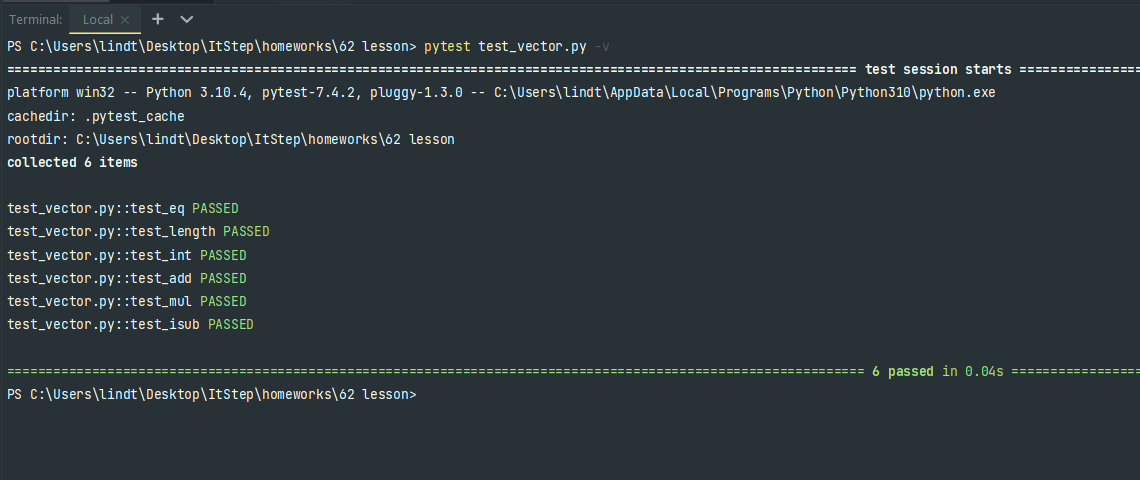 Terminal: Local × + 
PS C:\Users\lindt\Desktop\ItStep\homeworks\62 lesson> pytest test_vector.py -v
================================================================================================================ test session starts ================
platform win32 -- Python 3.10.4, pytest-7.4.2, pluggy-1.3.0 -- C:\Users\lindt\AppData\Local\Programs\Python\Python310\python.exe
cachedir: .pytest_cache
rootdir: C:\Users\lindt\Desktop\ItStep\homeworks\62 lesson
collected 6 items
test_vector.py::test_eq PASSED
test_vector.py::test_length PASSED
test_vector.py::test_int PASSED
test_vector.py::test_add PASSED
test_vector.py::test_mul PASSED
test_vector.py::test_isub PASSED
================================================================================================================= 6 passed in 0.04s =================
PS C:\Users\lindt\Desktop\ItStep\homeworks\62 lesson>